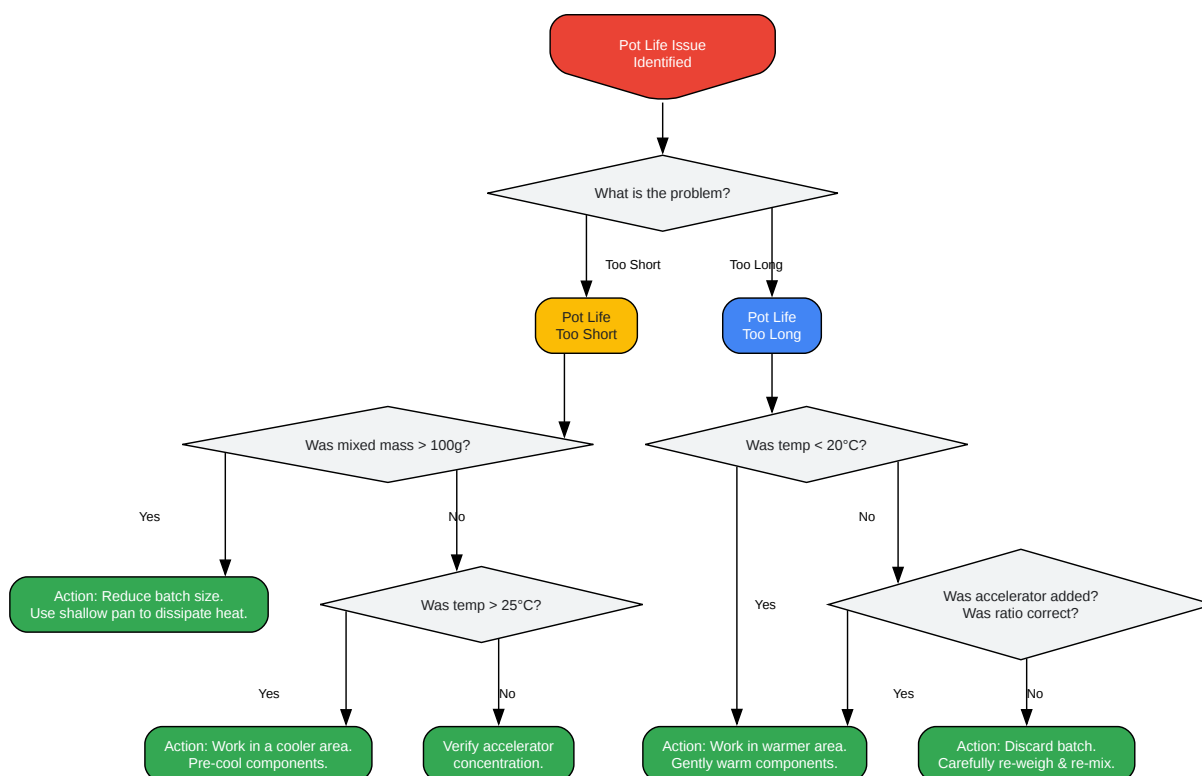 Pot Life Issue
Identified
What is the problem?
Too Short
Too Long
Pot Life
Too Short
Pot Life
Too Long
Was mixed mass > 100g?
Was temp < 20°C?
Yes
No
No
Action: Reduce batch size.
Use shallow pan to dissipate heat.
Was temp > 25°C?
Yes
Was accelerator added?
Was ratio correct?
Yes
No
Yes
No
Action: Work in a cooler area.
Pre-cool components.
Verify accelerator
concentration.
Action: Work in warmer area.
Gently warm components.
Action: Discard batch.
Carefully re-weigh & re-mix.